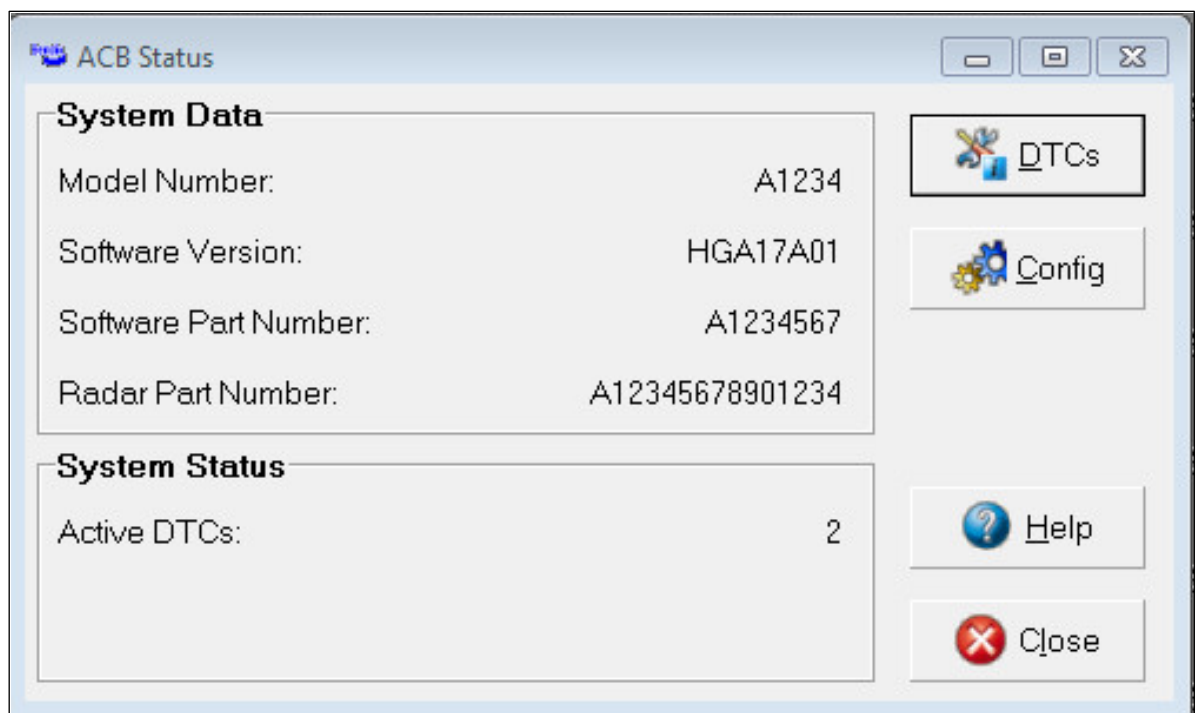 ACB Status
System Data
Model Number: A1234
Software Version: HGA17A01
Software Part Number: A1234567
Radar Part Number: A12345678901234
System Status
Active DTCs: 2
DTCs
Config
Help
Close